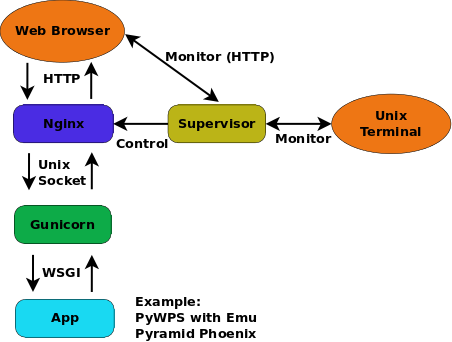 Web Browser
Monitor (HTTP)
HTTP
Nginx
Supervisor
Unix
Terminal
Control
Monitor
Unix
Socket
Gunicorn
WSGI
App
Example:
PyWPS with Emu
Pyramid Phoenix